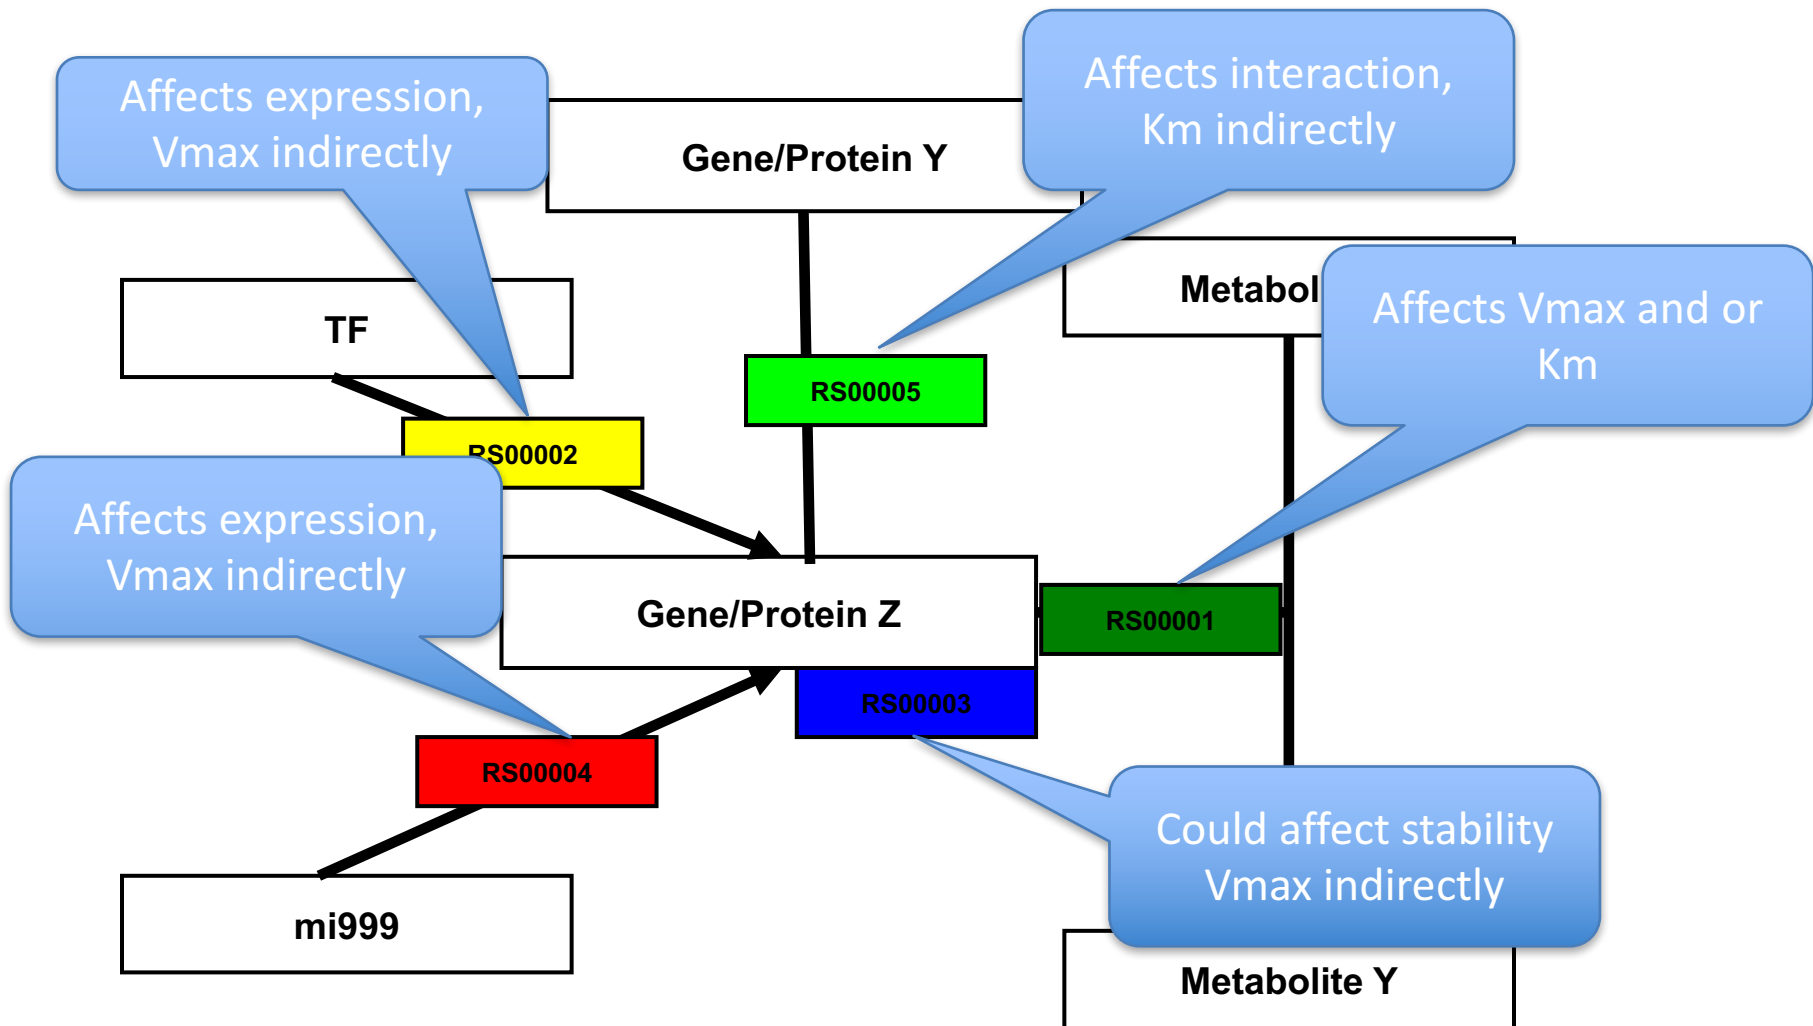 Affects expression,
Vmax indirectly
Affects interaction,
Km indirectly
Gene/Protein Y
Metabol
Affects Vmax and or
Km
TF
RS00005
RS00002
Affects expression,
Vmax indirectly
Gene/Protein Z
RS00001
RS00003
RS00004
Could affect stability
Vmax indirectly
mi999
Metabolite Y